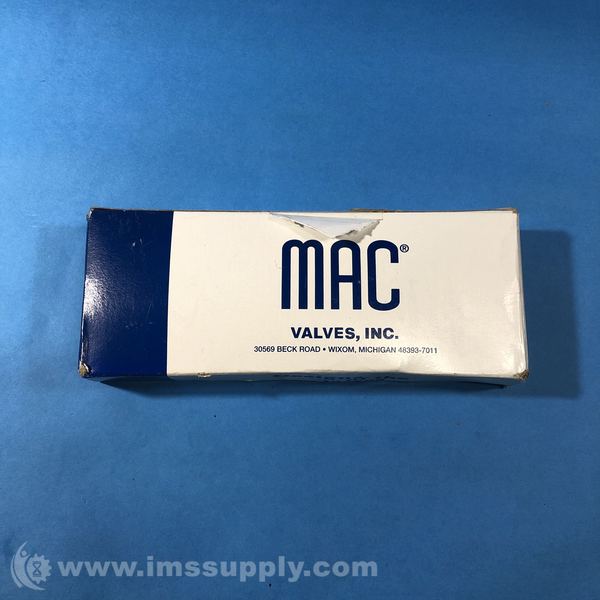 MAC®
VALVES, INC.
30569 BECK ROAD • WIXOM, MICHIGAN 48393-7011
www.imssupply.com